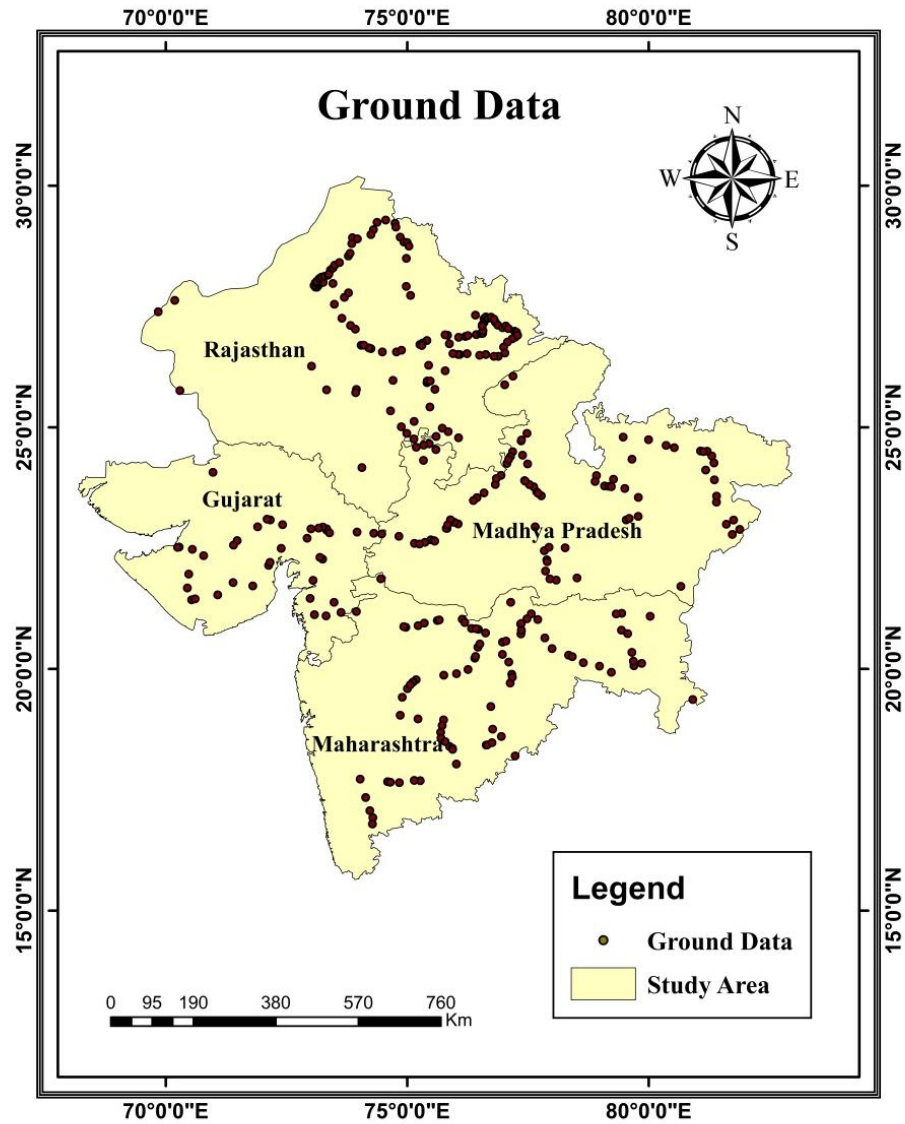 70°0'0"E 75°0'0"E 80°0'0"E
Ground Data
N
W E
S
30°0'0"N 30°0'0"N
Rajasthan
25°0'0"N 25°0'0"N
Gujarat
Madhya Pradesh
20°0'0"N 20°0'0"N
Maharashtra
Legend
15°0'0"N 15°0'0"N
Ground Data
Study Area
0 95 190 380 570 760
Km
70°0'0"E 75°0'0"E 80°0'0"E